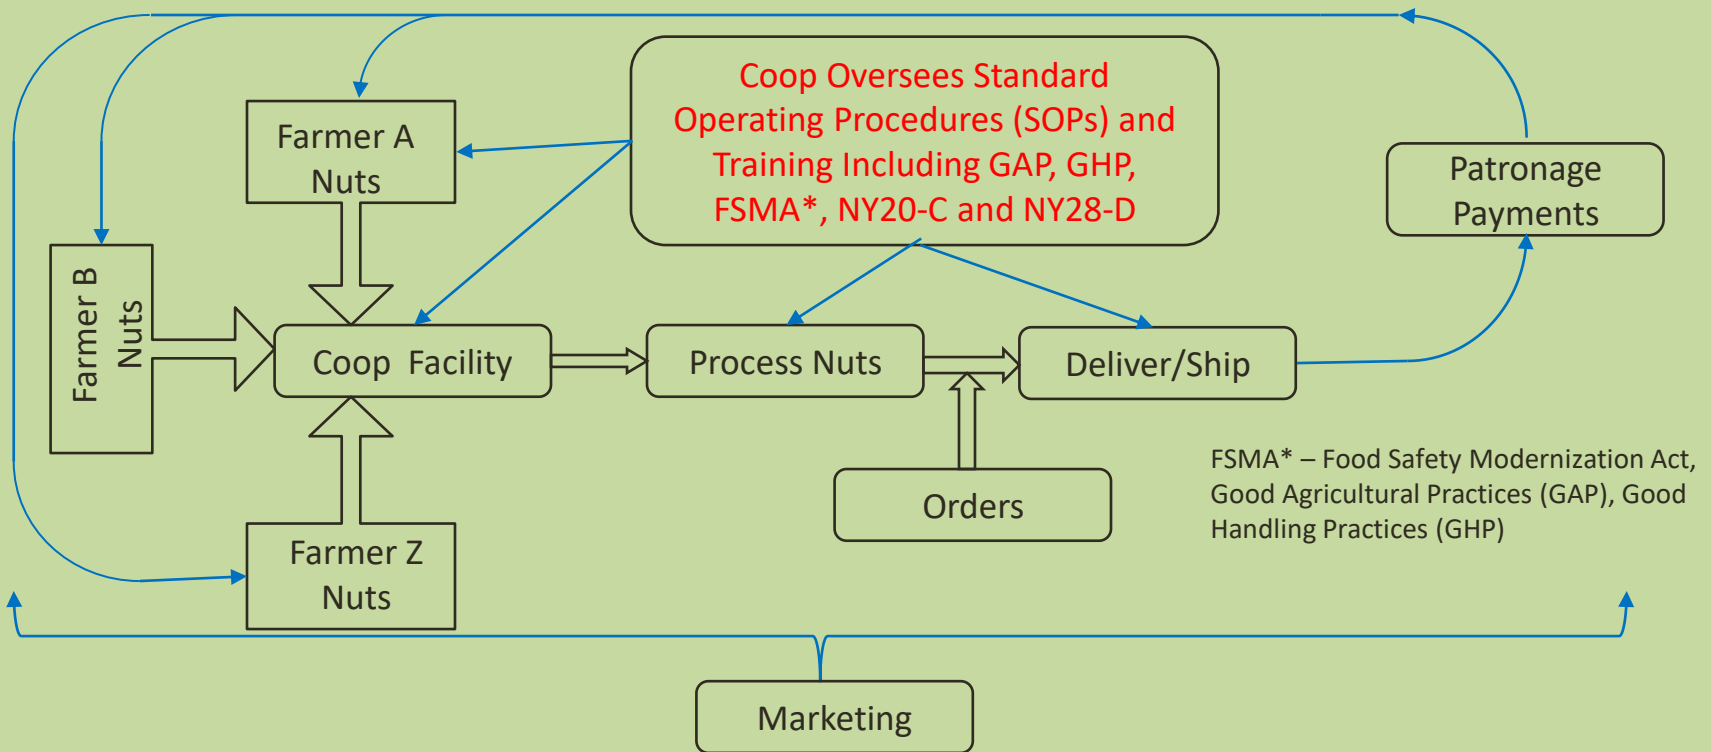 Coop Oversees Standard
Operating Procedures (SOPs) and
Training Including GAP, GHP,
FSMA*, NY20-C and NY28-D
Farmer A
Nuts
Patronage
Payments
Farmer B
Nuts
Coop Facility
Process Nuts
Deliver/Ship
Orders
FSMA* – Food Safety Modernization Act,
Good Agricultural Practices (GAP), Good
Handling Practices (GHP)
Farmer Z
Nuts
Marketing